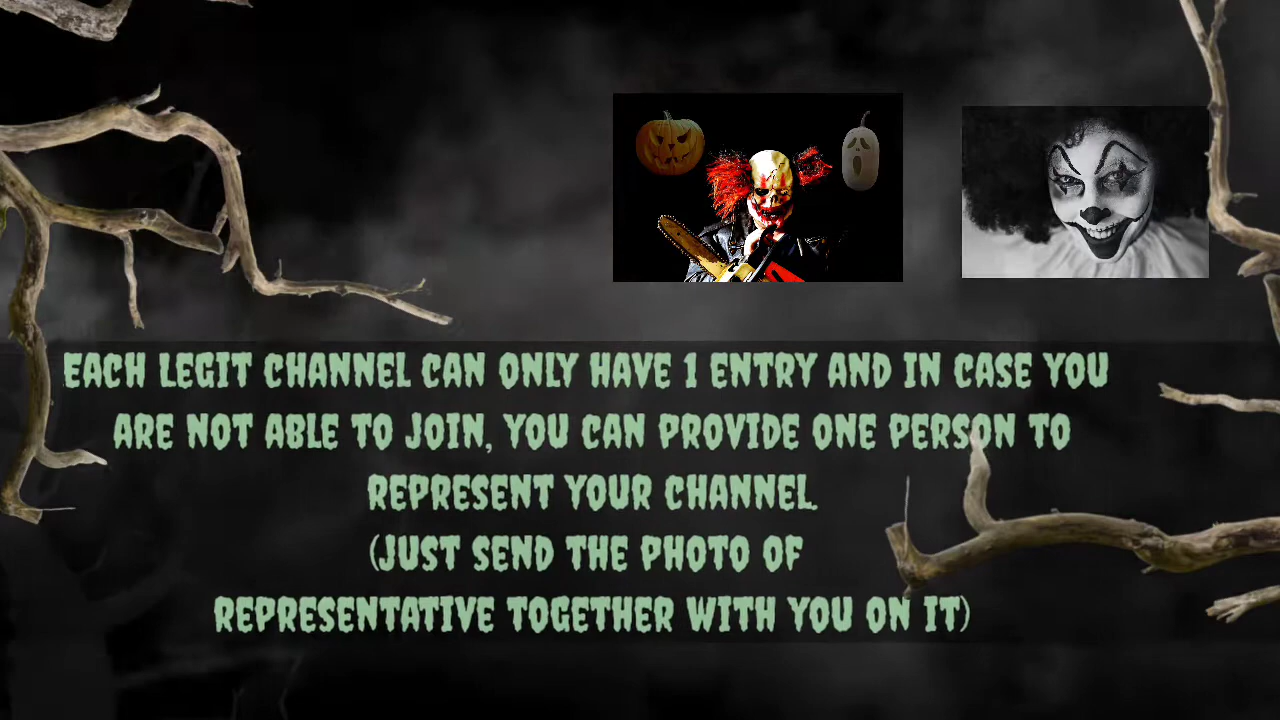 EACH LEGIT CHANNEL CAN ONLY HAVE 1 ENTRY AND IN CASE YOU
ARE NOT ABLE TO JOIN, YOU CAN PROVIDE ONE PERSON TO
REPRESENT YOUR CHANNEL.
(JUST SEND THE PHOTO OF
REPRESENTATIVE TOGETHER WITH YOU ON IT)